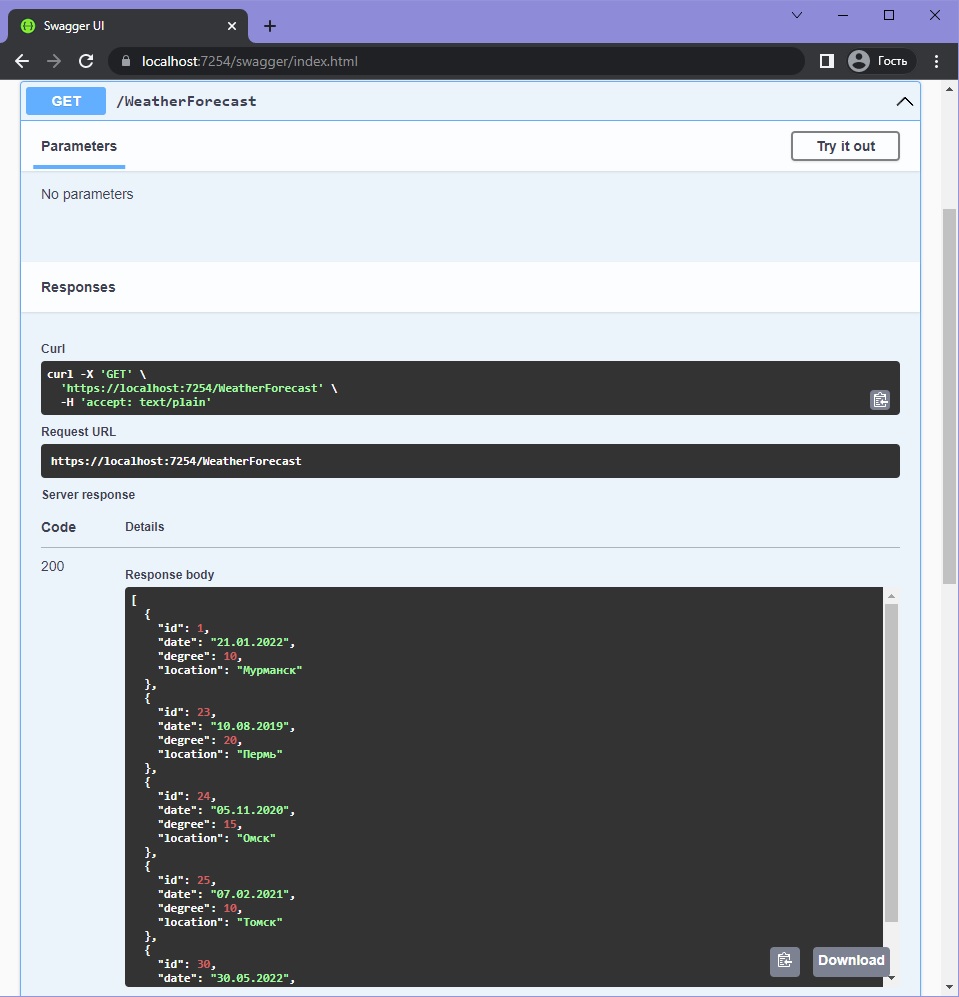 Swagger UI
localhost:7254/swagger/index.html
Гость
GET /WeatherForecast
Parameters
Try it out
No parameters
Responses
Curl
curl -X 'GET' \
  'https://localhost:7254/WeatherForecast' \
  -H 'accept: text/plain'
Request URL
https://localhost:7254/WeatherForecast
Server response
Code Details
200
Response body
[
  {
    "id": 1,
    "date": "21.01.2022",
    "degree": 10,
    "location": "Мурманск"
  },
  {
    "id": 23,
    "date": "10.08.2019",
    "degree": 20,
    "location": "Пермь"
  },
  {
    "id": 24,
    "date": "05.11.2020",
    "degree": 15,
    "location": "Омск"
  },
  {
    "id": 25,
    "date": "07.02.2021",
    "degree": 10,
    "location": "Томск"
  },
  {
    "id": 30,
    "date": "30.05.2022",
Download